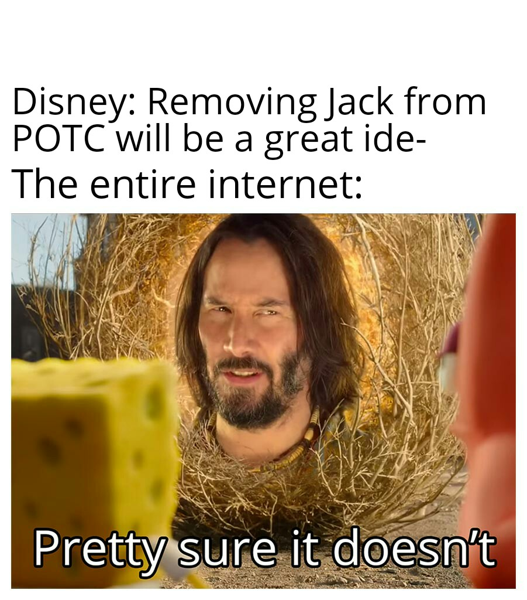 Disney: Removing Jack from
POTC will be a great ide-
The entire internet:
Pretty sure it doesn’t